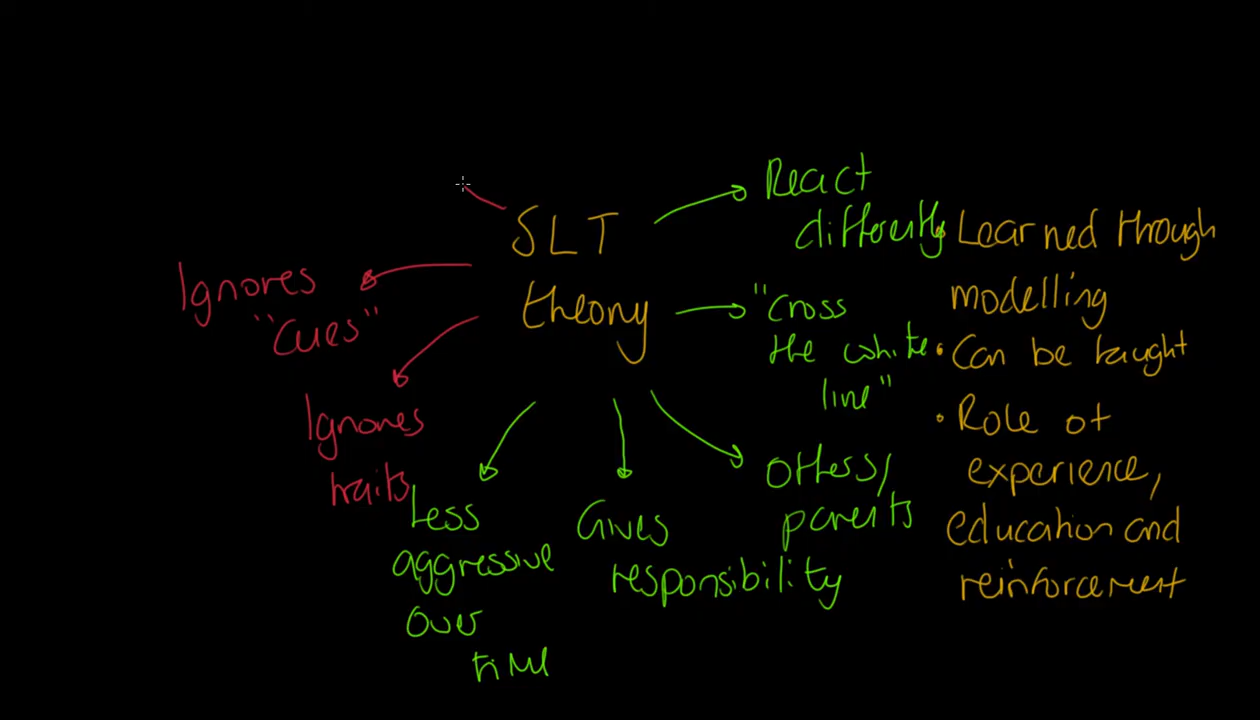 SLT
theory
React
differently
"Cross
the white
line"
Others/
parents
Gives
responsibility
Less
aggressive
over
time
Ignores
traits
Ignores
"cues"
• Learned through
modelling
• Can be taught
• Role of
experience,
education and
reinforcement